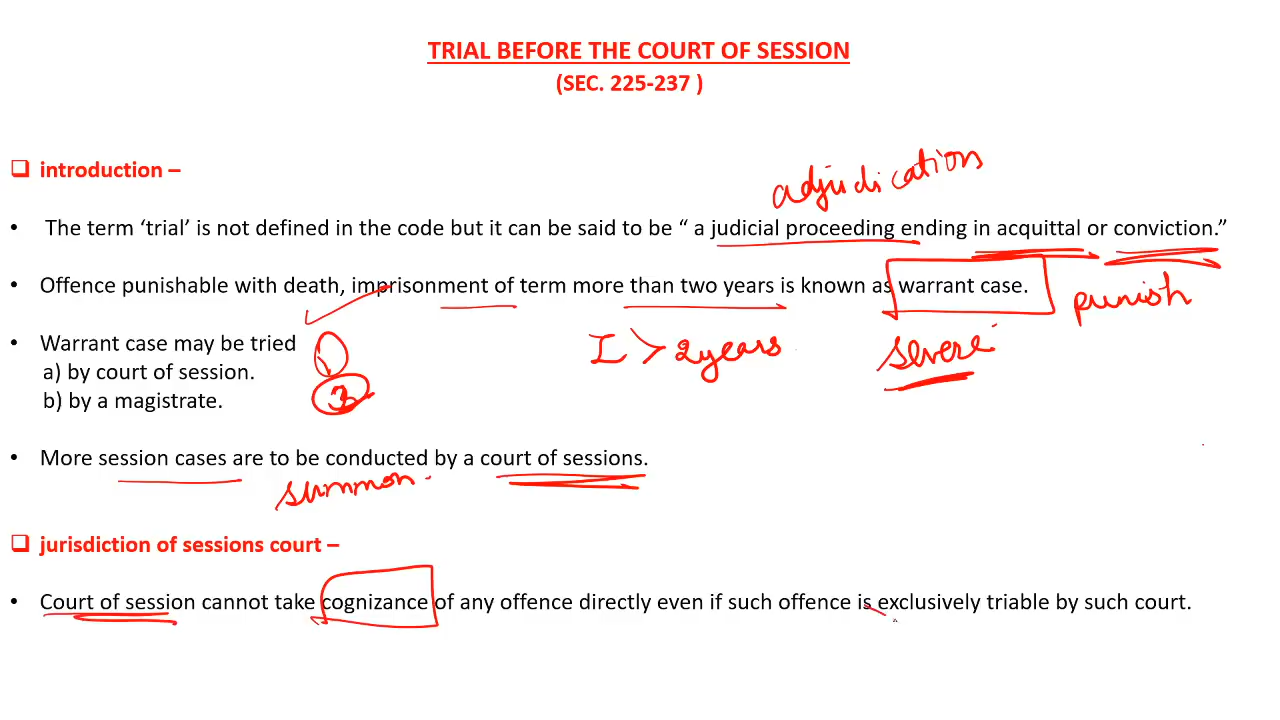 TRIAL BEFORE THE COURT OF SESSION
(SEC. 225-237 )
introduction –
adjudication
• The term ‘trial’ is not defined in the code but it can be said to be “ a judicial proceeding ending in acquittal or conviction.”
• Offence punishable with death, imprisonment of term more than two years is known as warrant case.
punish
• Warrant case may be tried
I > 2 years
severe
a) by court of session.
b) by a magistrate.
• More session cases are to be conducted by a court of sessions.
summon.
jurisdiction of sessions court –
• Court of session cannot take cognizance of any offence directly even if such offence is exclusively triable by such court.